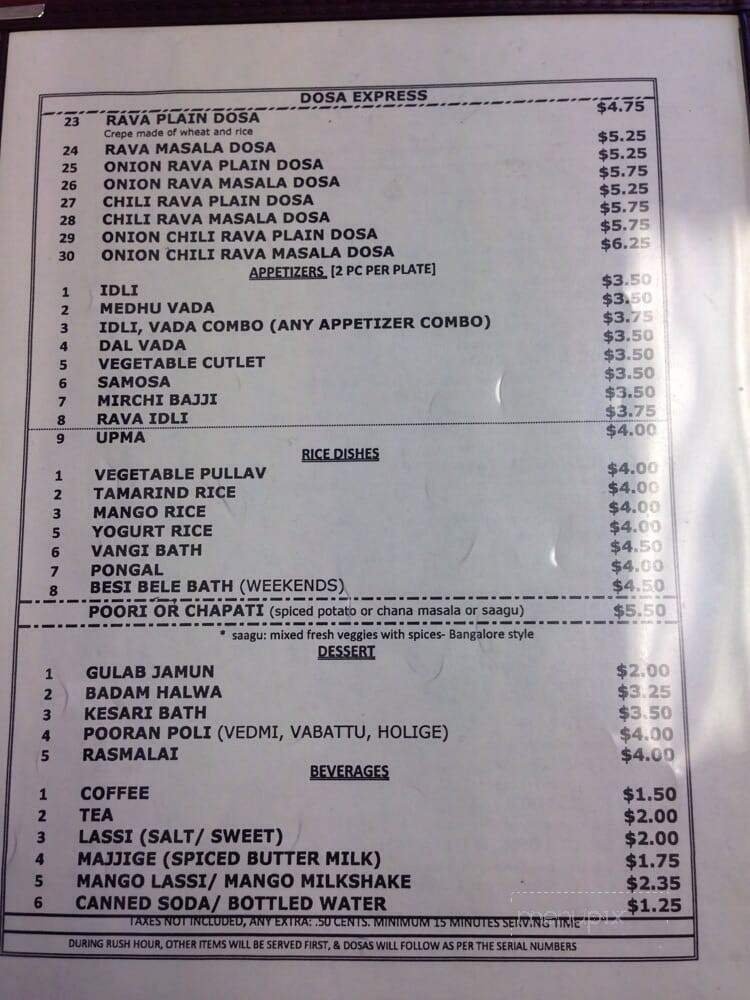 DOSA EXPRESS
23 RAVA PLAIN DOSA $4.75
Crepe made of wheat and rice
24 RAVA MASALA DOSA $5.25
25 ONION RAVA PLAIN DOSA $5.25
26 ONION RAVA MASALA DOSA $5.75
27 CHILI RAVA PLAIN DOSA $5.25
28 CHILI RAVA MASALA DOSA $5.75
29 ONION CHILI RAVA PLAIN DOSA $5.75
30 ONION CHILI RAVA MASALA DOSA $6.25
APPETIZERS [2 PC PER PLATE]
1 IDLI $3.50
2 MEDHU VADA $3.50
3 IDLI, VADA COMBO (ANY APPETIZER COMBO) $3.75
4 DAL VADA $3.50
5 VEGETABLE CUTLET $3.50
6 SAMOSA $3.50
7 MIRCHI BAJJI $3.50
8 RAVA IDLI $3.75
9 UPMA $4.00
RICE DISHES
1 VEGETABLE PULLAV $4.00
2 TAMARIND RICE $4.00
3 MANGO RICE $4.00
5 YOGURT RICE $4.00
6 VANGI BATH $4.50
7 PONGAL $4.00
8 BESI BELE BATH (WEEKENDS) $4.50
POORI OR CHAPATI (spiced potato or chana masala or saagu) $5.50
* saagu: mixed fresh veggies with spices- Bangalore style
DESSERT
1 GULAB JAMUN $2.00
2 BADAM HALWA $3.25
3 KESARI BATH $3.50
4 POORAN POLI (VEDMI, VABATTU, HOLIGE) $4.00
5 RASMALAI $4.00
BEVERAGES
1 COFFEE $1.50
2 TEA $2.00
3 LASSI (SALT/ SWEET) $2.00
4 MAJJIGE (SPICED BUTTER MILK) $1.75
5 MANGO LASSI/ MANGO MILKSHAKE $2.35
6 CANNED SODA/ BOTTLED WATER $1.25
menupix
TAXES NOT INCLUDED, ANY EXTRA: .50 CENTS. MINIMUM 15 MINUTES SERVING TIME
DURING RUSH HOUR, OTHER ITEMS WILL BE SERVED FIRST, & DOSAS WILL FOLLOW AS PER THE SERIAL NUMBERS